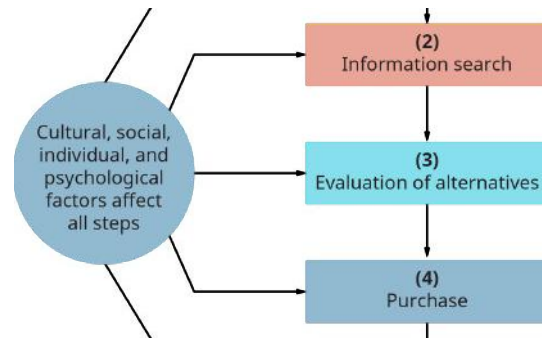 Cultural, social,
individual, and
psychological
factors affect
all steps
(2)
Information search
(3)
Evaluation of alternatives
(4)
Purchase